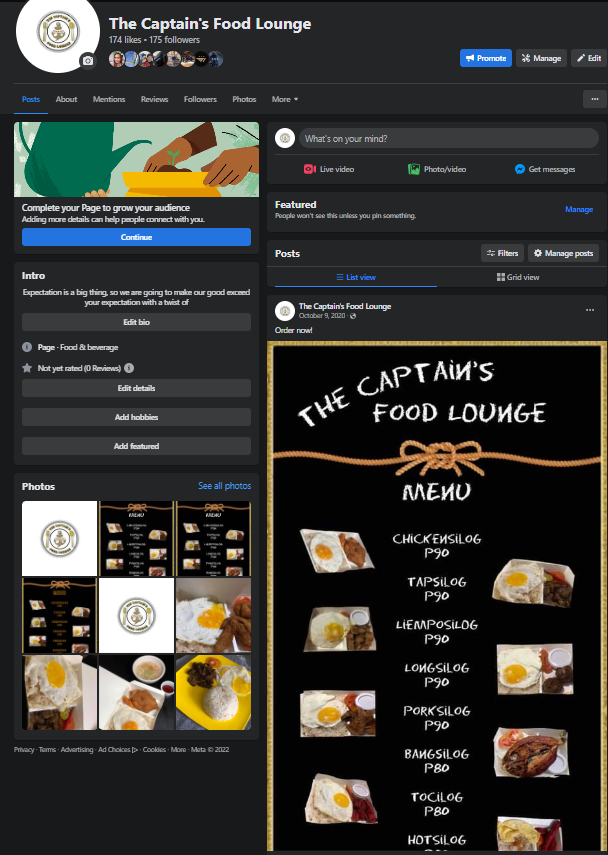 The Captain's Food Lounge
174 likes • 175 followers
Promote
Manage
Edit
Posts
About
Mentions
Reviews
Followers
Photos
More
Complete your Page to grow your audience
Adding more details can help people connect with you.
Continue
Intro
Expectation is a big thing, so we are going to make our good exceed
your expectation with a twist of
Edit bio
Page · Food & beverage
Not yet rated (0 Reviews)
Edit details
Add hobbies
Add featured
Photos
See all photos
MENU
MENU
Privacy · Terms · Advertising · Ad Choices · Cookies · More · Meta © 2022
What's on your mind?
Live video
Photo/video
Get messages
Featured
People won't see this unless you pin something.
Manage
Posts
Filters
Manage posts
List view
Grid view
The Captain's Food Lounge
October 9, 2020 ·
Order now!
THE CAPTAIN'S
FOOD LOUNGE
MENU
CHICKENSILOG
P90
TAPSILOG
P90
LIEMPOSILOG
P90
LONGSILOG
P90
PORKSILOG
P90
BANGSILOG
P80
TOCILOG
P80
HOTSILOG